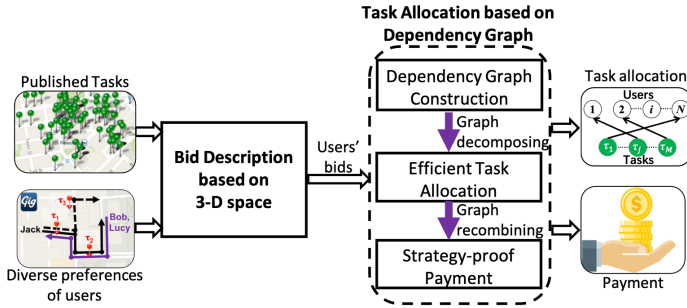 Task Allocation based on
Dependency Graph
Published Tasks
Gig
τ3
τ1
Jack
τ2
Bob,
Lucy
Diverse preferences
of users
Bid Description
based on
3-D space
Users’
bids
Dependency Graph
Construction
Graph
decomposing
Efficient Task
Allocation
Graph
recombining
Strategy-proof
Payment
Task allocation
Users
1 2 i N
τ1 τj τM
Tasks
$
Payment